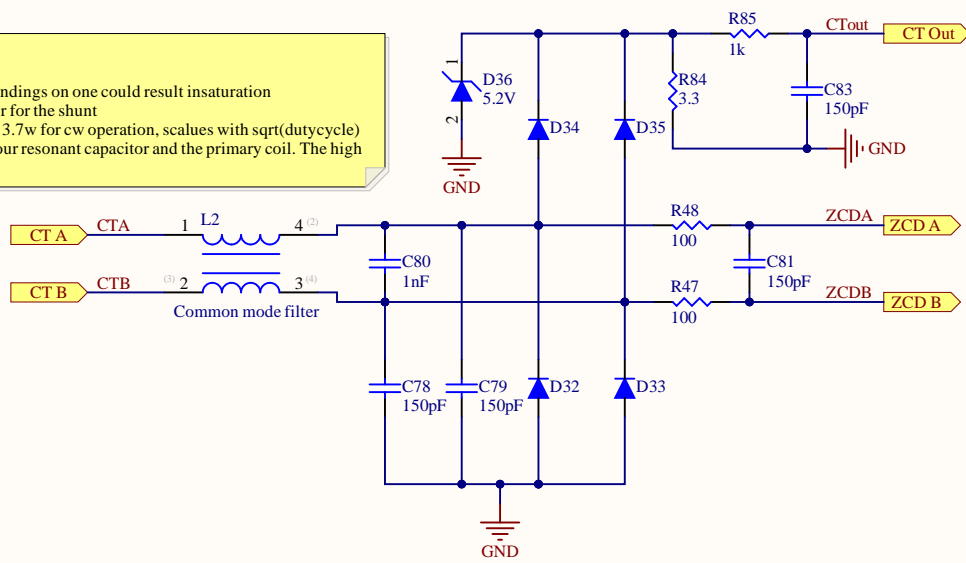 ndings on one could result insaturation
r for the shunt
3.7w for cw operation, scalues with sqrt(dutycycle)
our resonant capacitor and the primary coil. The high
R85
1k
CTout
CT Out
1
D36
5.2V
2
GND
D34
D35
R84
3.3
C83
150pF
GND
CT A
CTA
1
L2
4
(2)
R48
100
ZCDA
ZCD A
C80
1nF
C81
150pF
CT B
CTB
(3)
2
3
(4)
Common mode filter
R47
100
ZCDB
ZCD B
C78
150pF
C79
150pF
D32
D33
GND